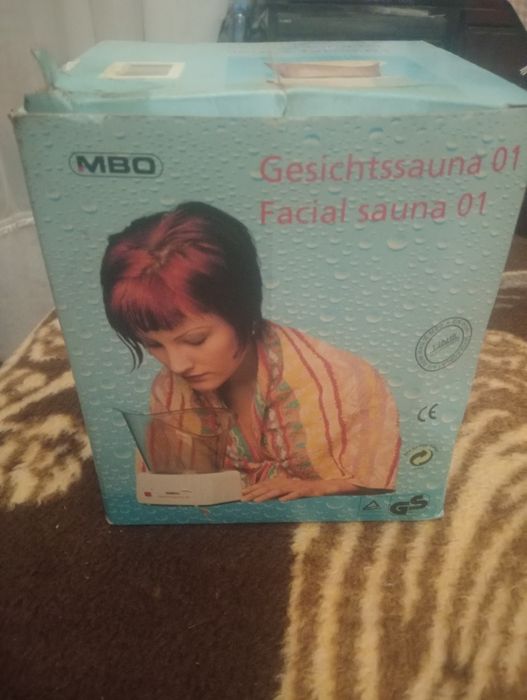 MBO
Gesichtssauna 01
Facial sauna 01
CE
GS